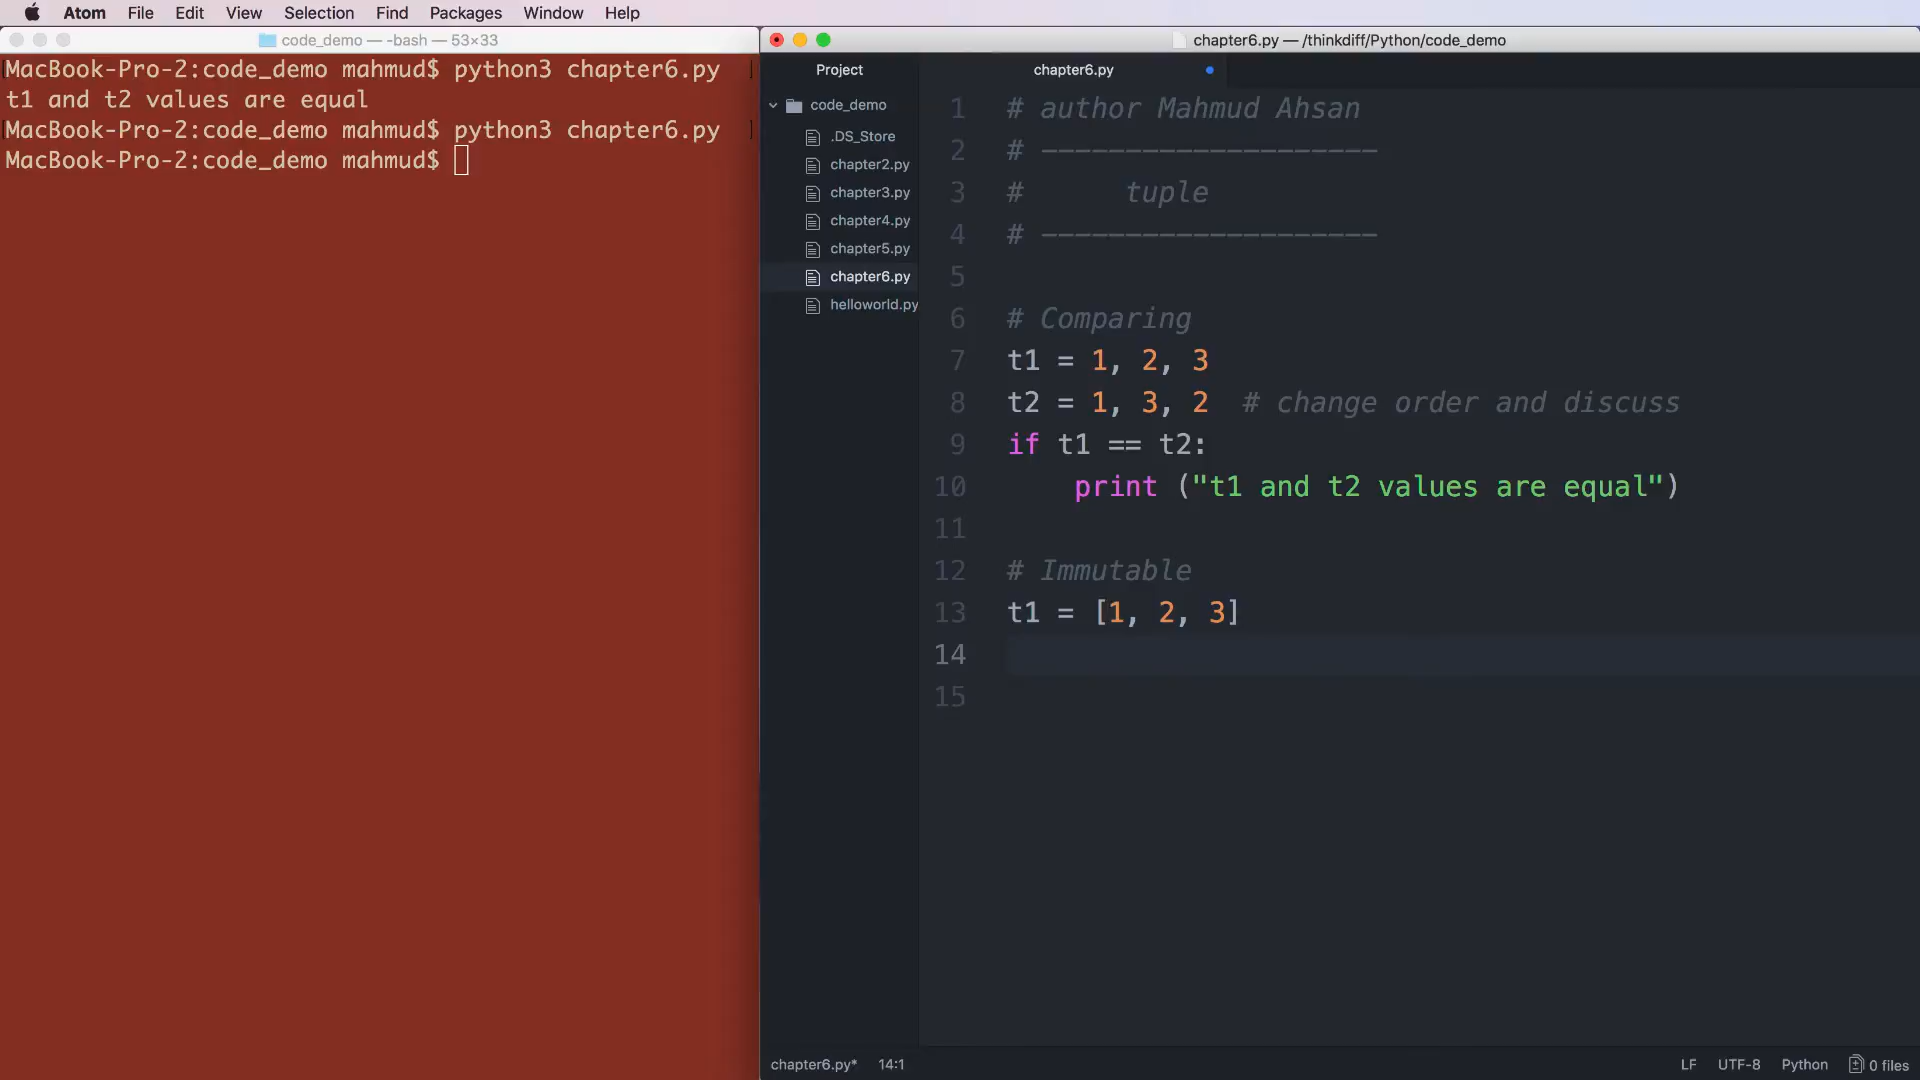 Atom File Edit View Selection Find Packages Window Help
code_demo — -bash — 53×33
MacBook-Pro-2:code_demo mahmud$ python3 chapter6.py
t1 and t2 values are equal
MacBook-Pro-2:code_demo mahmud$ python3 chapter6.py
MacBook-Pro-2:code_demo mahmud$
chapter6.py — /thinkdiff/Python/code_demo
Project
code_demo
.DS_Store
chapter2.py
chapter3.py
chapter4.py
chapter5.py
chapter6.py
helloworld.py
chapter6.py
1 # author Mahmud Ahsan
2 # --------------------
3 # tuple
4 # --------------------
5
6 # Comparing
7 t1 = 1, 2, 3
8 t2 = 1, 3, 2 # change order and discuss
9 if t1 == t2:
10 print ("t1 and t2 values are equal")
11
12 # Immutable
13 t1 = [1, 2, 3]
14
15
chapter6.py* 14:1
LF UTF-8 Python 0 files